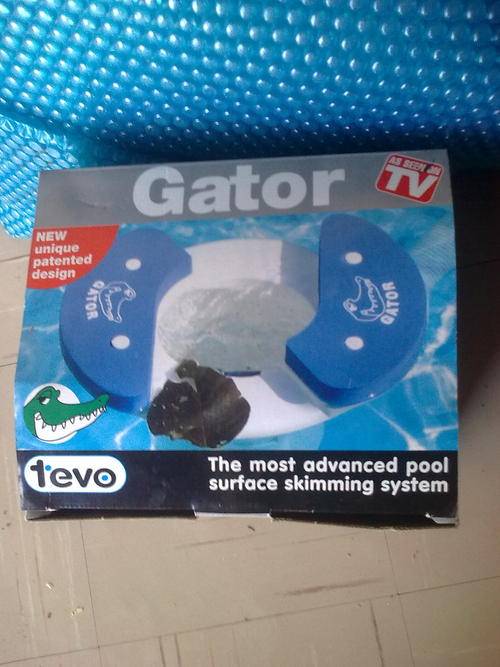 Gator
AS SEEN ON
TV
NEW
unique
patented
design
GATOR
GATOR
tevo
The most advanced pool
surface skimming system